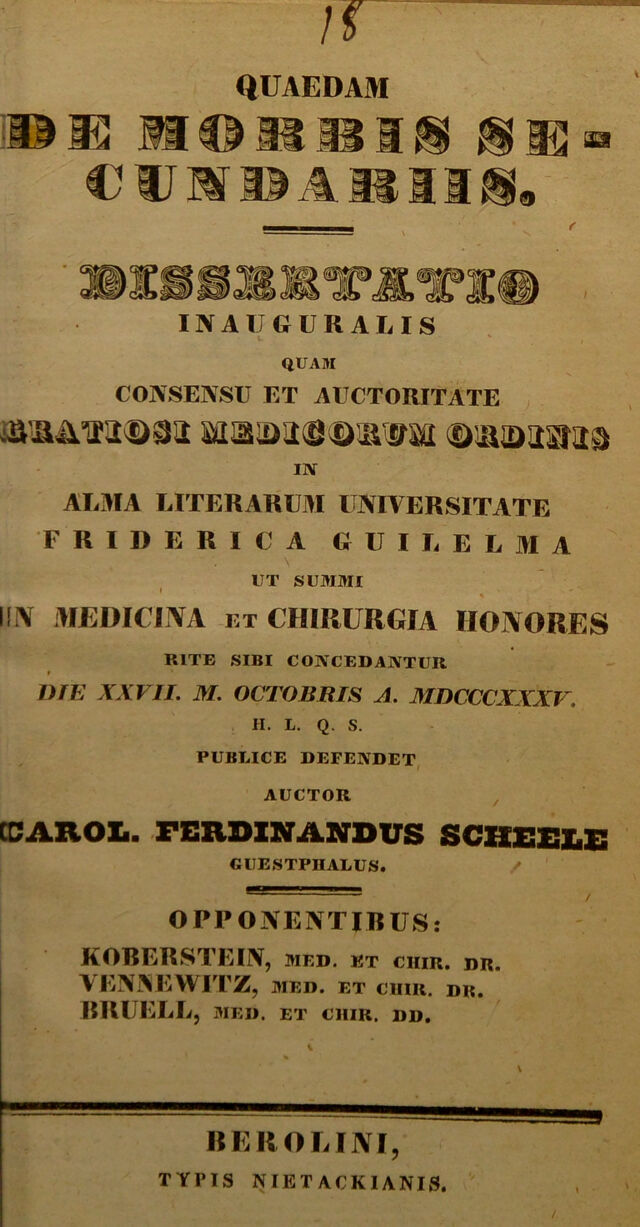 18
QUAEDAM
DE MORBIS SE-
CUNDARIIS.
DISSERTATIO
INAUGURALIS
QUAM
CONSENSU ET AUCTORITATE
GRATIOSI MEDICORUM ORDINIS
IN
ALMA LITERARUM UNIVERSITATE
FRIDERICA GUILELMA
UT SUMMI
IN MEDICINA ET CHIRURGIA HONORES
RITE SIBI CONCEDANTUR
DIE XXVII. M. OCTOBRIS A. MDCCCXXXV.
H. L. Q. S.
PUBLICE DEFENDET
AUCTOR
CAROL. FERDINANDUS SCHEELE
GUESTPHALUS.
OPPONENTIBUS:
KOBERSTEIN, MED. ET CHIR. DR.
VENNEWITZ, MED. ET CHIR. DR.
BRUELL, MED. ET CHIR. DD.
BEROLINI,
TYPIS NIETACKIANIS.